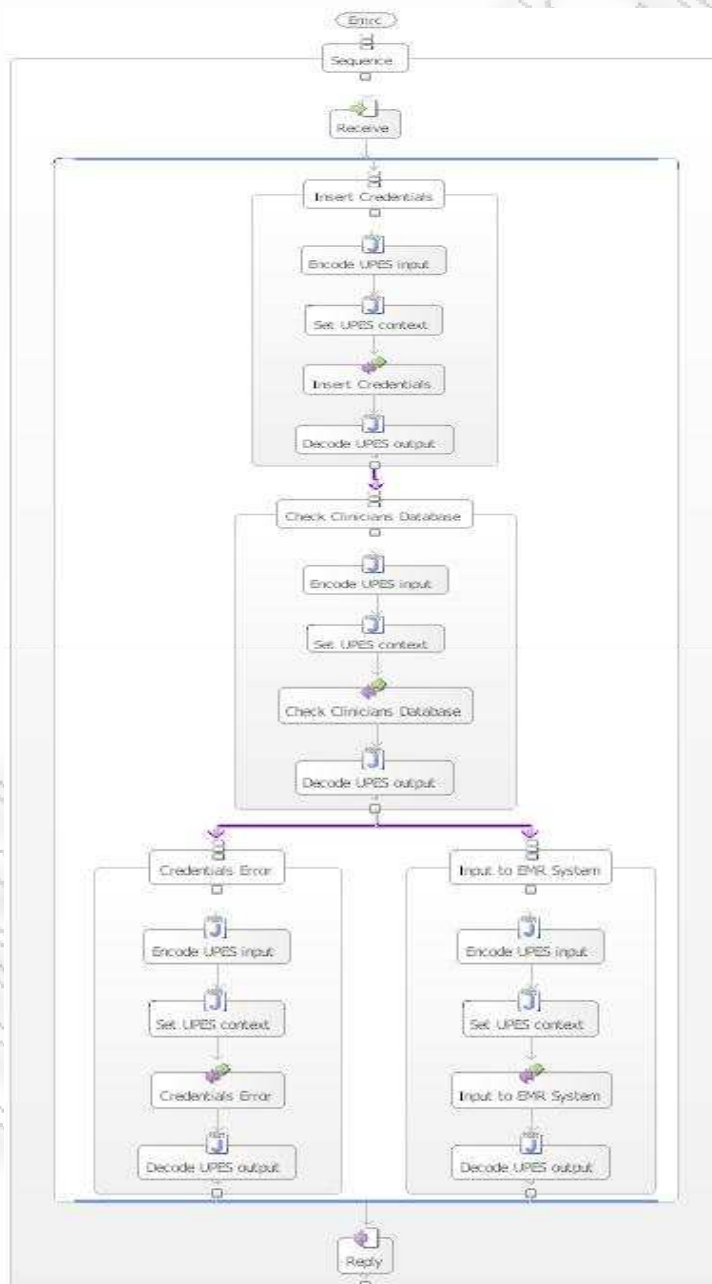 Sequence
Receive
Insert Credentials
Encode UPES input
Set UPES context
Insert Credentials
Decode UPES output
Check Clinicians Database
Encode UPES input
Set UPES context
Check Clinicians Database
Decode UPES output
Credentials Error
Input to EMR System
Encode UPES input
Encode UPES input
Set UPES context
Set UPES context
Credentials Error
Input to EMR System
Decode UPES output
Decode UPES output
Reply